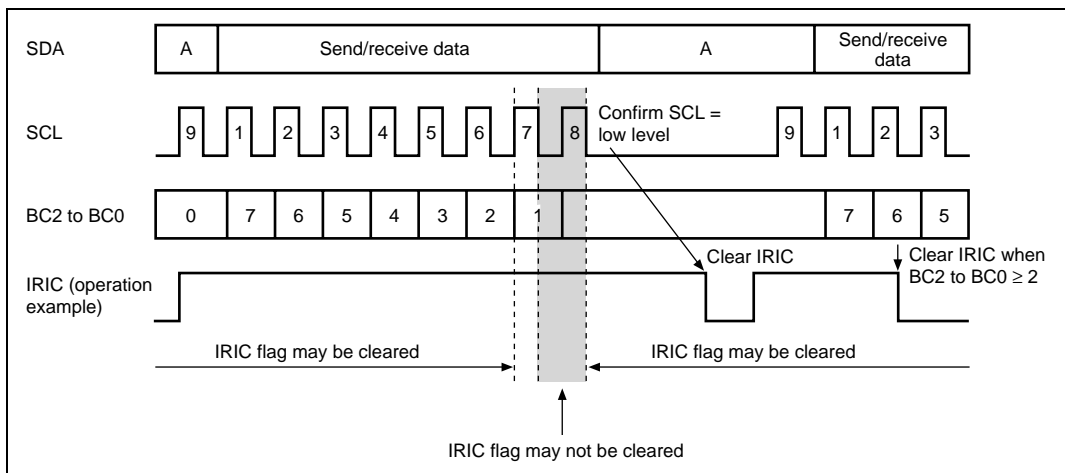 SDA
A
Send/receive data
A
Send/receive
data
SCL
9 1 2 3 4 5 6 7 8
Confirm SCL =
low level
9 1 2 3
BC2 to BC0
0 7 6 5 4 3 2 1
7 6 5
IRIC (operation
example)
Clear IRIC
Clear IRIC when
BC2 to BC0 ≥ 2
IRIC flag may be cleared
IRIC flag may be cleared
IRIC flag may not be cleared